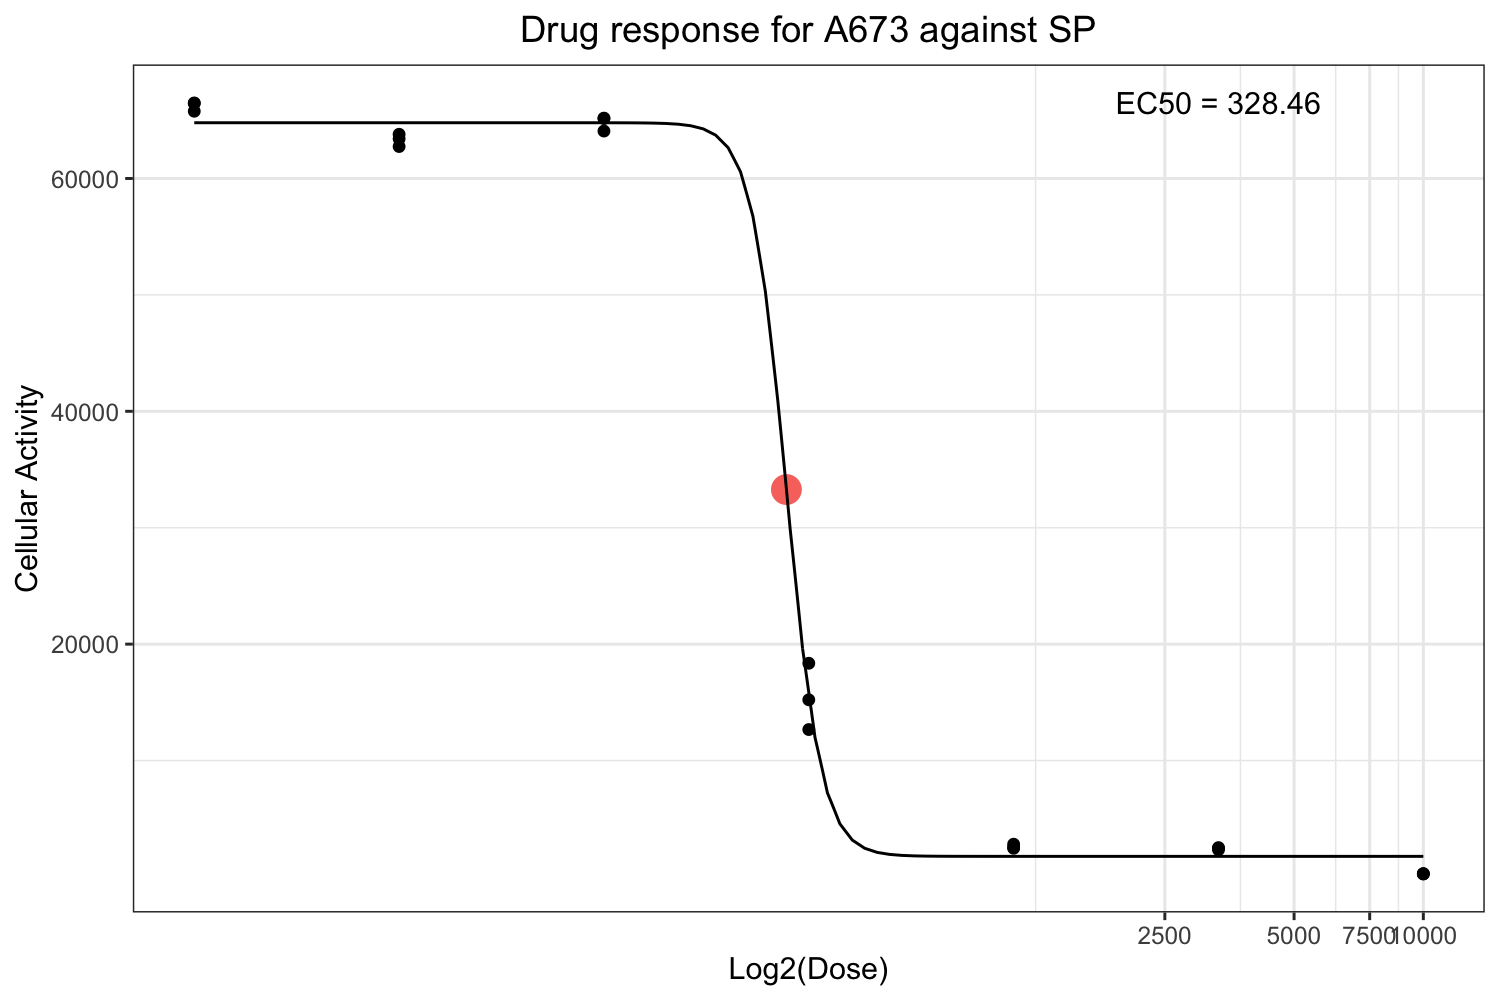 Drug response for A673 against SP
EC50 = 328.46
60000
40000
20000
Cellular Activity
2500 5000 7500 10000
Log2(Dose)